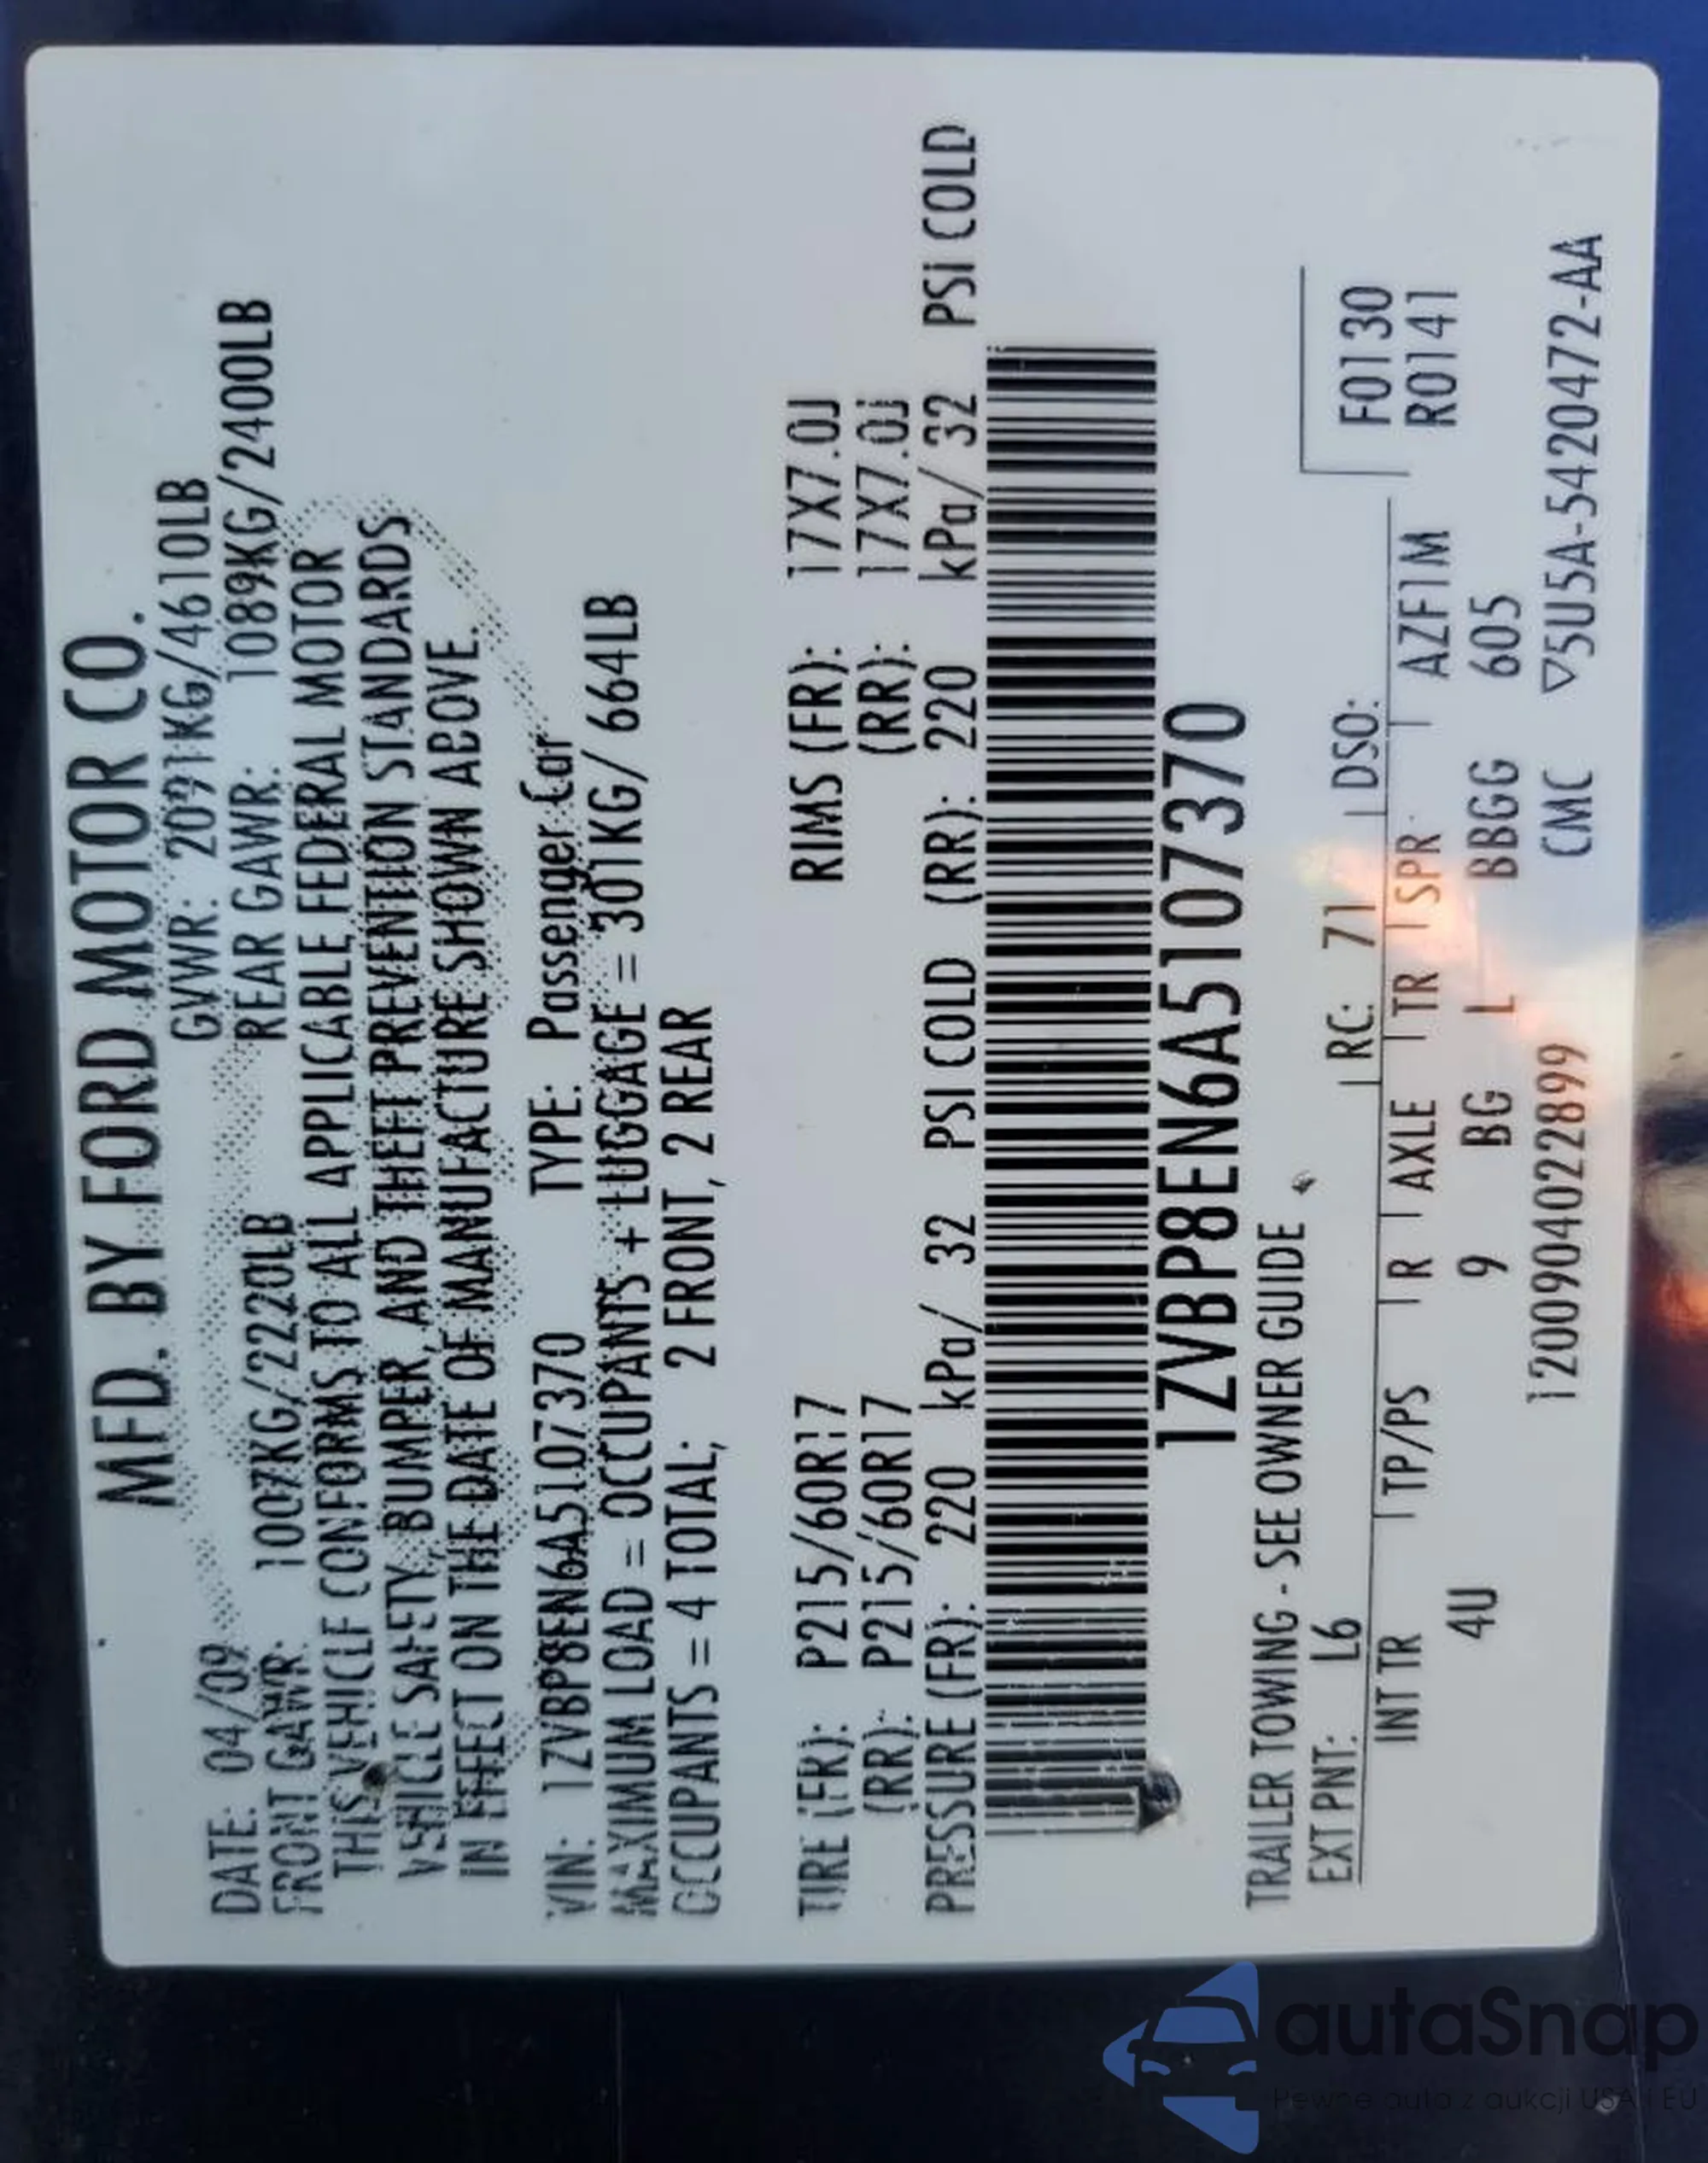 MFD. BY FORD MOTOR CO.
DATE: 04/09 GVWR: 2091KG/4610LB
FRONT GAWR: 1007KG/2220LB REAR GAWR: 1089KG/2400LB
THIS VEHICLE CONFORMS TO ALL APPLICABLE FEDERAL MOTOR
VEHICLE SAFETY, BUMPER, AND THEFT PREVENTION STANDARDS
IN EFFECT ON THE DATE OF MANUFACTURE SHOWN ABOVE.
VIN: 1ZVBP8EN6A5107370 TYPE: Passenger Car
MAXIMUM LOAD = OCCUPANTS + LUGGAGE = 301KG/ 664LB
OCCUPANTS = 4 TOTAL; 2 FRONT, 2 REAR
TIRE (FR): P215/60R17 RIMS (FR): 17X7.0J
(RR): P215/60R17 (RR): 17X7.0J
PRESSURE (FR): 220 kPa/ 32 PSI COLD (RR): 220 kPa/ 32 PSI COLD
1ZVBP8EN6A5107370
TRAILER TOWING - SEE OWNER GUIDE
EXT PNT: L6 RC: 71 DSO: F0130
R0141
INT TR TP/PS R AXLE TR SPR AZF1M
4U 9 BG L BBGG 605
1200904022899 CMC ▽5U5A-5420472-AA
autaSnap
Pewne auta z aukcji USA i EU